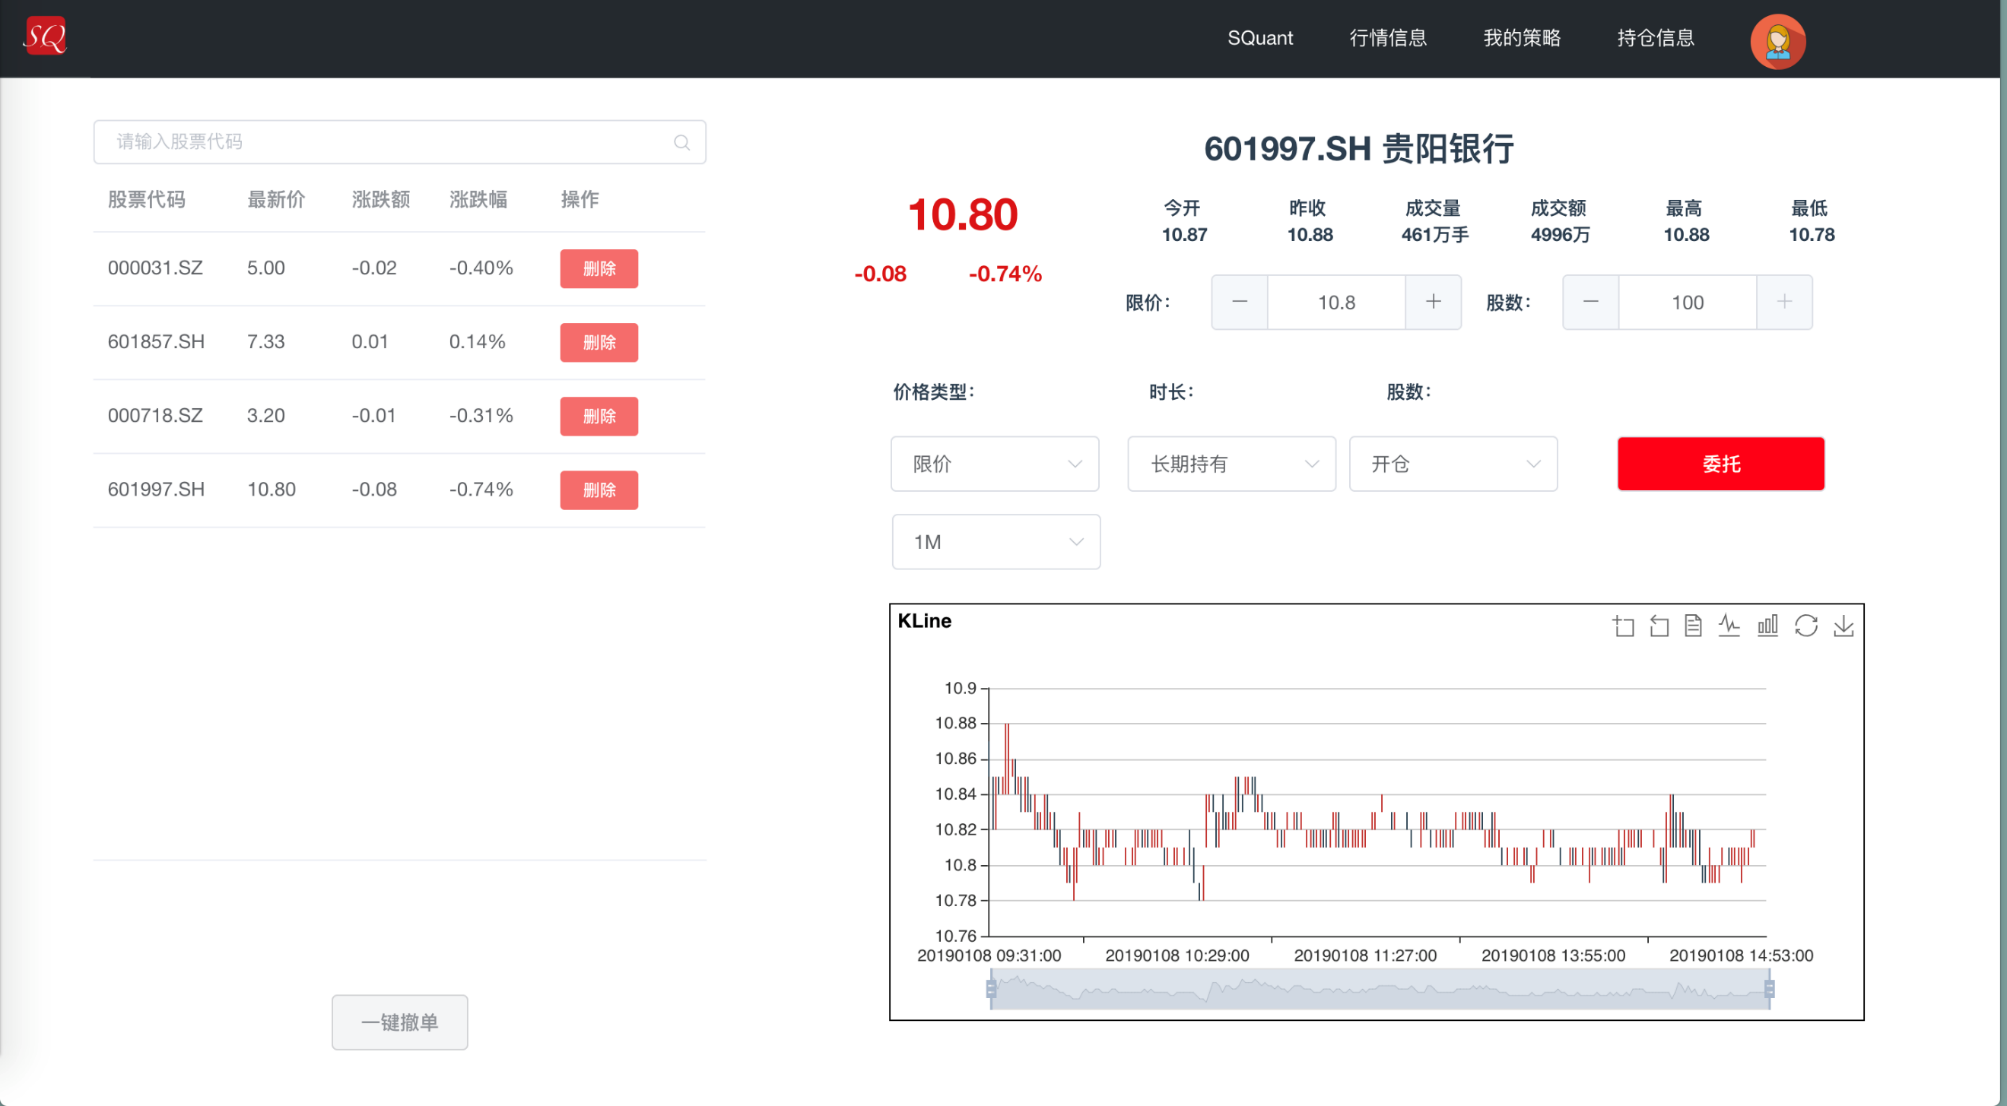 SQ
SQuant 行情信息 我的策略 持仓信息
请输入股票代码
股票代码 最新价 涨跌额 涨跌幅 操作
000031.SZ 5.00 -0.02 -0.40% 删除
601857.SH 7.33 0.01 0.14% 删除
000718.SZ 3.20 -0.01 -0.31% 删除
601997.SH 10.80 -0.08 -0.74% 删除
一键撤单
601997.SH 贵阳银行
10.80
-0.08 -0.74%
今开 昨收 成交量 成交额 最高 最低
10.87 10.88 461万手 4996万 10.88 10.78
限价： － 10.8 ＋ 股数： － 100 ＋
价格类型： 时长： 股数：
限价 长期持有 开仓 委托
1M
KLine
10.9
10.88
10.86
10.84
10.82
10.8
10.78
10.76
20190108 09:31:00 20190108 10:29:00 20190108 11:27:00 20190108 13:55:00 20190108 14:53:00